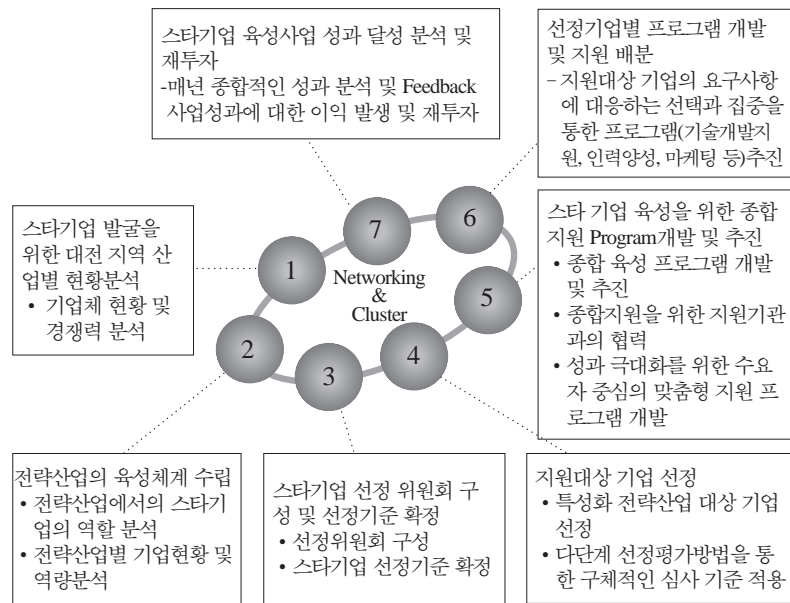 스타기업 육성사업 성과 달성 분석 및
재투자
-매년 종합적인 성과 분석 및 Feedback
사업성과에 대한 이익 발생 및 재투자
선정기업별 프로그램 개발
및 지원 배분
- 지원대상 기업의 요구사항
에 대응하는 선택과 집중을
통한 프로그램(기술개발지
원, 인력양성, 마케팅 등)추진
스타기업 발굴을
위한 대전 지역 산
업별 현황분석
• 기업체 현황 및
경쟁력 분석
1
2
3
4
5
6
7
Networking
&
Cluster
스타 기업 육성을 위한 종합
지원 Program개발 및 추진
• 종합 육성 프로그램 개발
및 추진
• 종합지원을 위한 지원기관
과의 협력
• 성과 극대화를 위한 수요
자 중심의 맞춤형 지원 프
로그램 개발
전략산업의 육성체계 수립
• 전략산업에서의 스타기
업의 역할 분석
• 전략산업별 기업현황 및
역량분석
스타기업 선정 위원회 구
성 및 선정기준 확정
• 선정위원회 구성
• 스타기업 선정기준 확정
지원대상 기업 선정
• 특성화 전략산업 대상 기업
선정
• 다단계 선정평가방법을 통
한 구체적인 심사 기준 적용